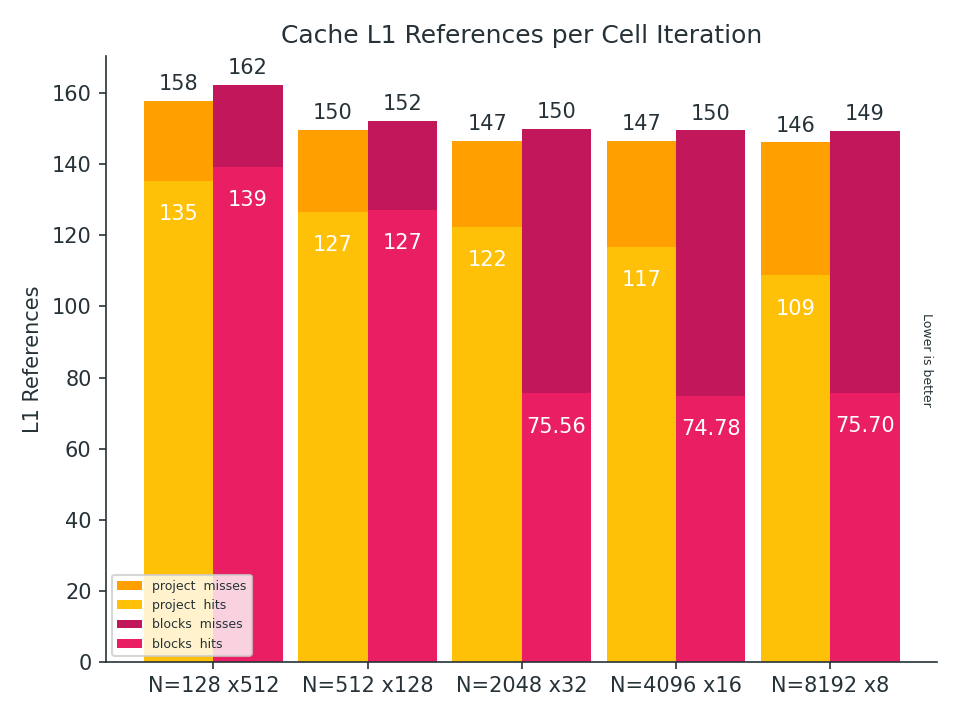 Cache L1 References per Cell Iteration
L1 References
160
140
120
100
80
60
40
20
0
158
162
150
152
147
150
147
150
146
149
135
139
127
127
122
75.56
117
74.78
109
75.70
project misses
project hits
blocks misses
blocks hits
N=128 x512
N=512 x128
N=2048 x32
N=4096 x16
N=8192 x8
Lower is better